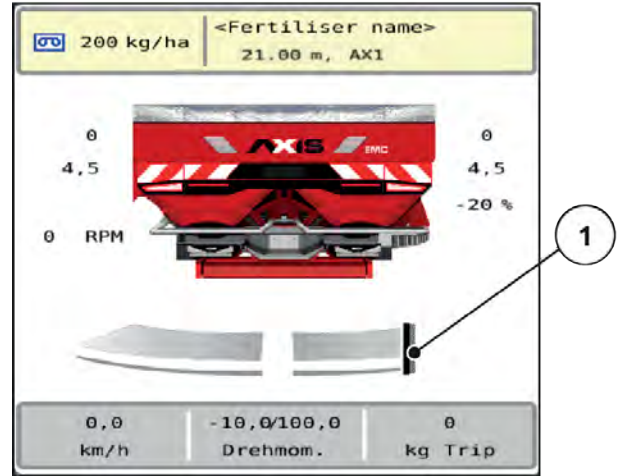 200 kg/ha
<Fertiliser name>
21.00 m, AX1
0
0
4,5
4,5
-20 %
0 RPM
AXIS EMC
1
0,0
km/h
-10,0/100,0
Drehmom.
0
kg Trip